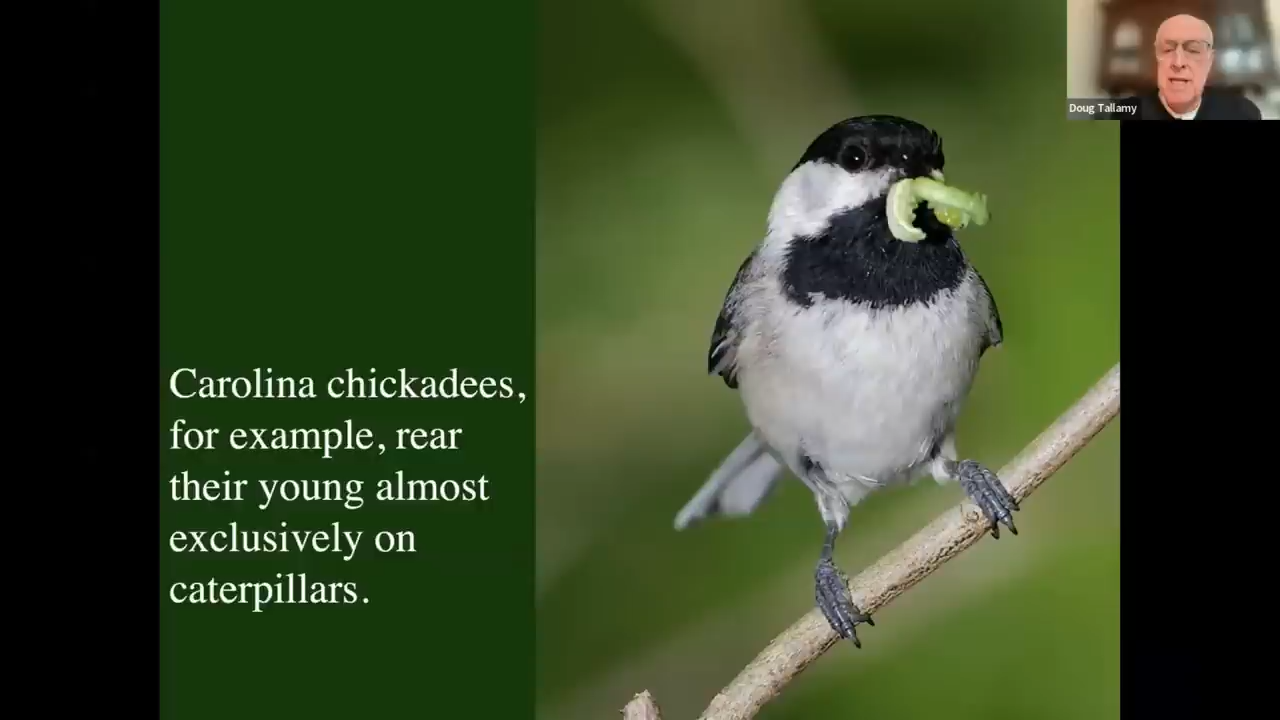 Doug Tallamy
Carolina chickadees,
for example, rear
their young almost
exclusively on
caterpillars.